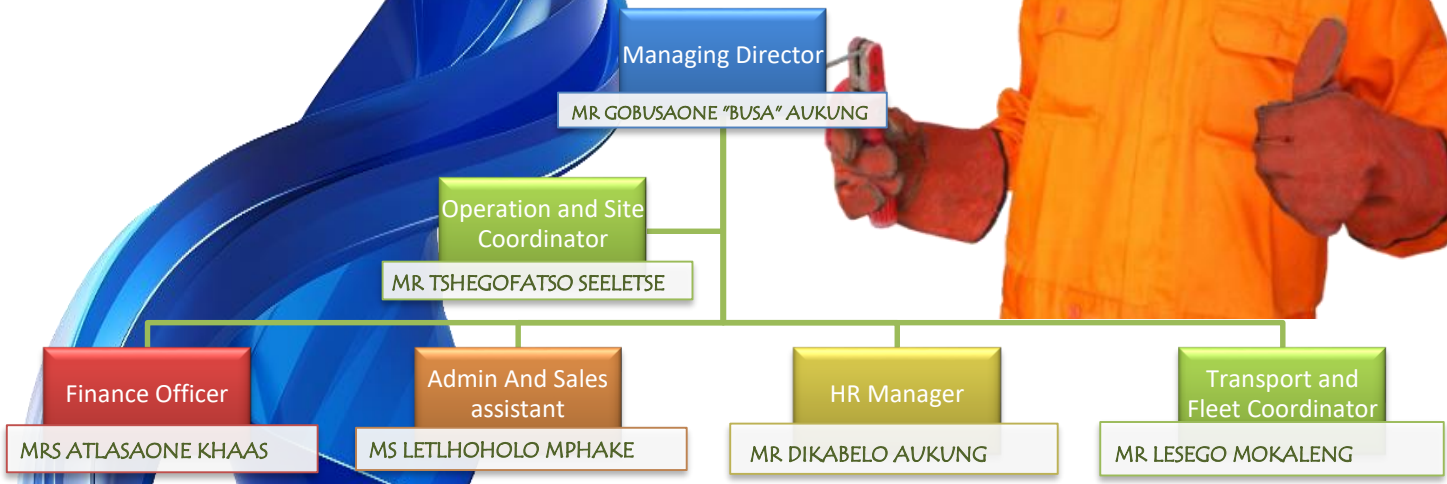 Managing Director
MR GOBUSAONE "BUSA" AUKUNG
Operation and Site
Coordinator
MR TSHEGOFATSO SEELETSE
Finance Officer
MRS ATLASAONE KHAAS
Admin And Sales
assistant
MS LETLHOHOLO MPHAKE
HR Manager
MR DIKABELO AUKUNG
Transport and
Fleet Coordinator
MR LESEGO MOKALENG